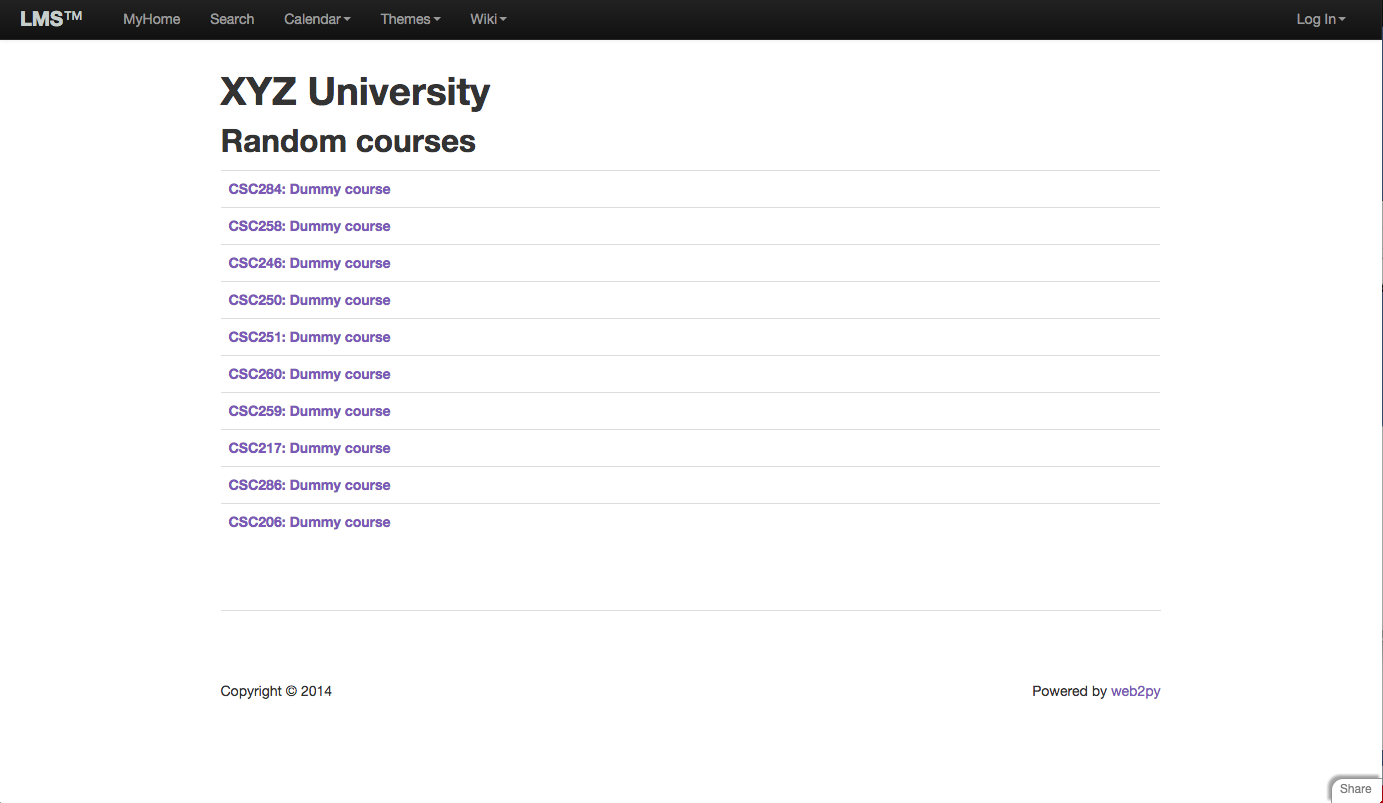 LMS™ MyHome Search Calendar Themes Wiki Log In
XYZ University
Random courses
CSC284: Dummy course
CSC258: Dummy course
CSC246: Dummy course
CSC250: Dummy course
CSC251: Dummy course
CSC260: Dummy course
CSC259: Dummy course
CSC217: Dummy course
CSC286: Dummy course
CSC206: Dummy course
Copyright © 2014 Powered by web2py
Share